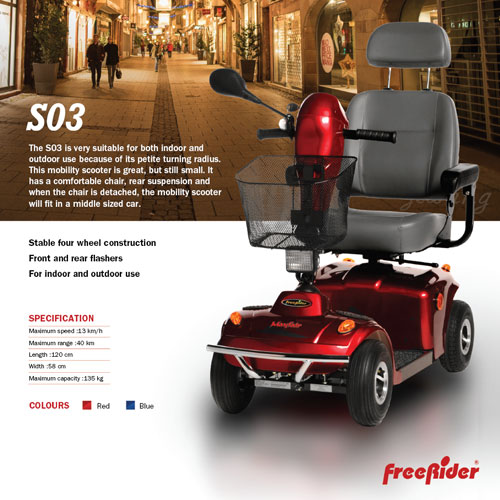 S03
The S03 is very suitable for both indoor and
outdoor use because of its petite turning radius.
This mobility scooter is great, but still small. It
has a comfortable chair, rear suspension and
when the chair is detached, the mobility scooter
will fit in a middle sized car.
Stable four wheel construction
Front and rear flashers
For indoor and outdoor use
SPECIFICATION
Maximum speed :13 km/h
Maximum range :40 km
Length :120 cm
Width :58 cm
Maximum capacity :135 kg
COLOURS Red Blue
FreeRider
Mayfair
FreeRider